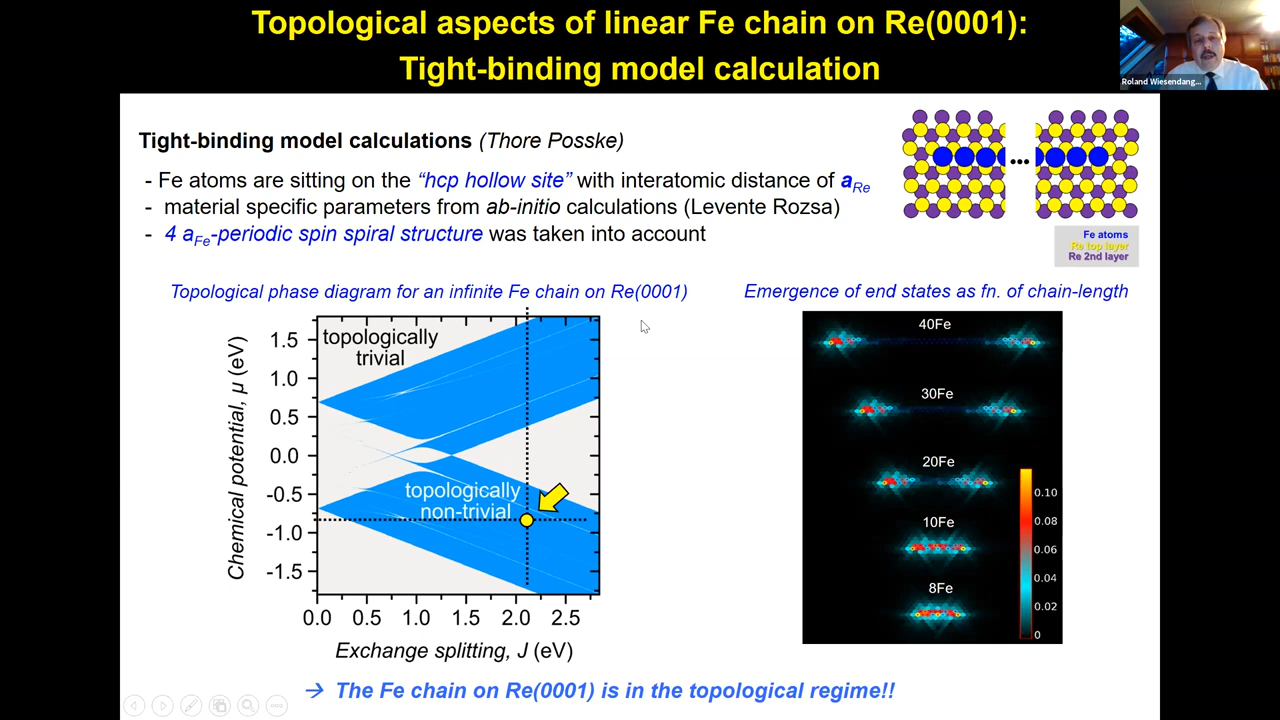 Topological aspects of linear Fe chain on Re(0001):
Tight-binding model calculation
Roland Wiesendang...
Tight-binding model calculations (Thore Posske)
- Fe atoms are sitting on the “hcp hollow site” with interatomic distance of aRe
- material specific parameters from ab-initio calculations (Levente Rozsa)
- 4 aFe-periodic spin spiral structure was taken into account
...
Fe atoms
Re top layer
Re 2nd layer
Topological phase diagram for an infinite Fe chain on Re(0001)
topologically
trivial
topologically
non-trivial
Chemical potential, μ (eV)
1.5
1.0
0.5
0.0
-0.5
-1.0
-1.5
0.0 0.5 1.0 1.5 2.0 2.5
Exchange splitting, J (eV)
Emergence of end states as fn. of chain-length
40Fe
30Fe
20Fe
10Fe
8Fe
0.10
0.08
0.06
0.04
0.02
0
→ The Fe chain on Re(0001) is in the topological regime!!